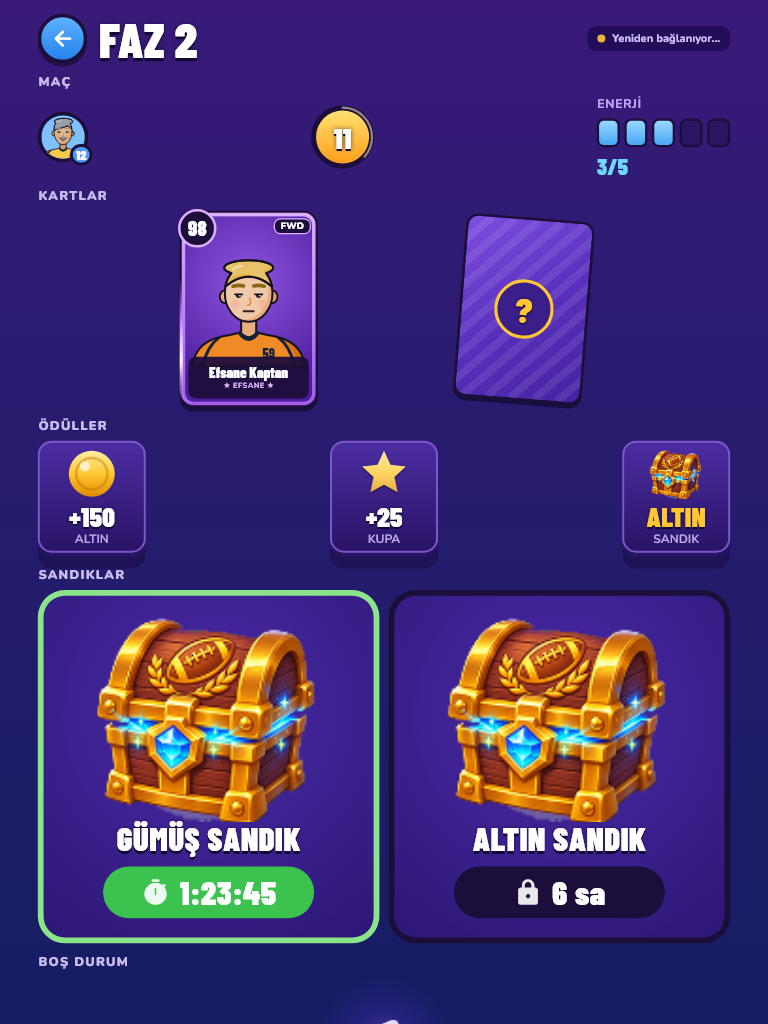 FAZ 2
Yeniden bağlanıyor...
MAÇ
12
11
ENERJİ
3/5
KARTLAR
98
FWD
59
Efsane Kaptan
★ EFSANE ★
?
ÖDÜLLER
+150
ALTIN
+25
KUPA
ALTIN
SANDIK
SANDIKLAR
GÜMÜŞ SANDIK
1:23:45
ALTIN SANDIK
6 sa
BOŞ DURUM